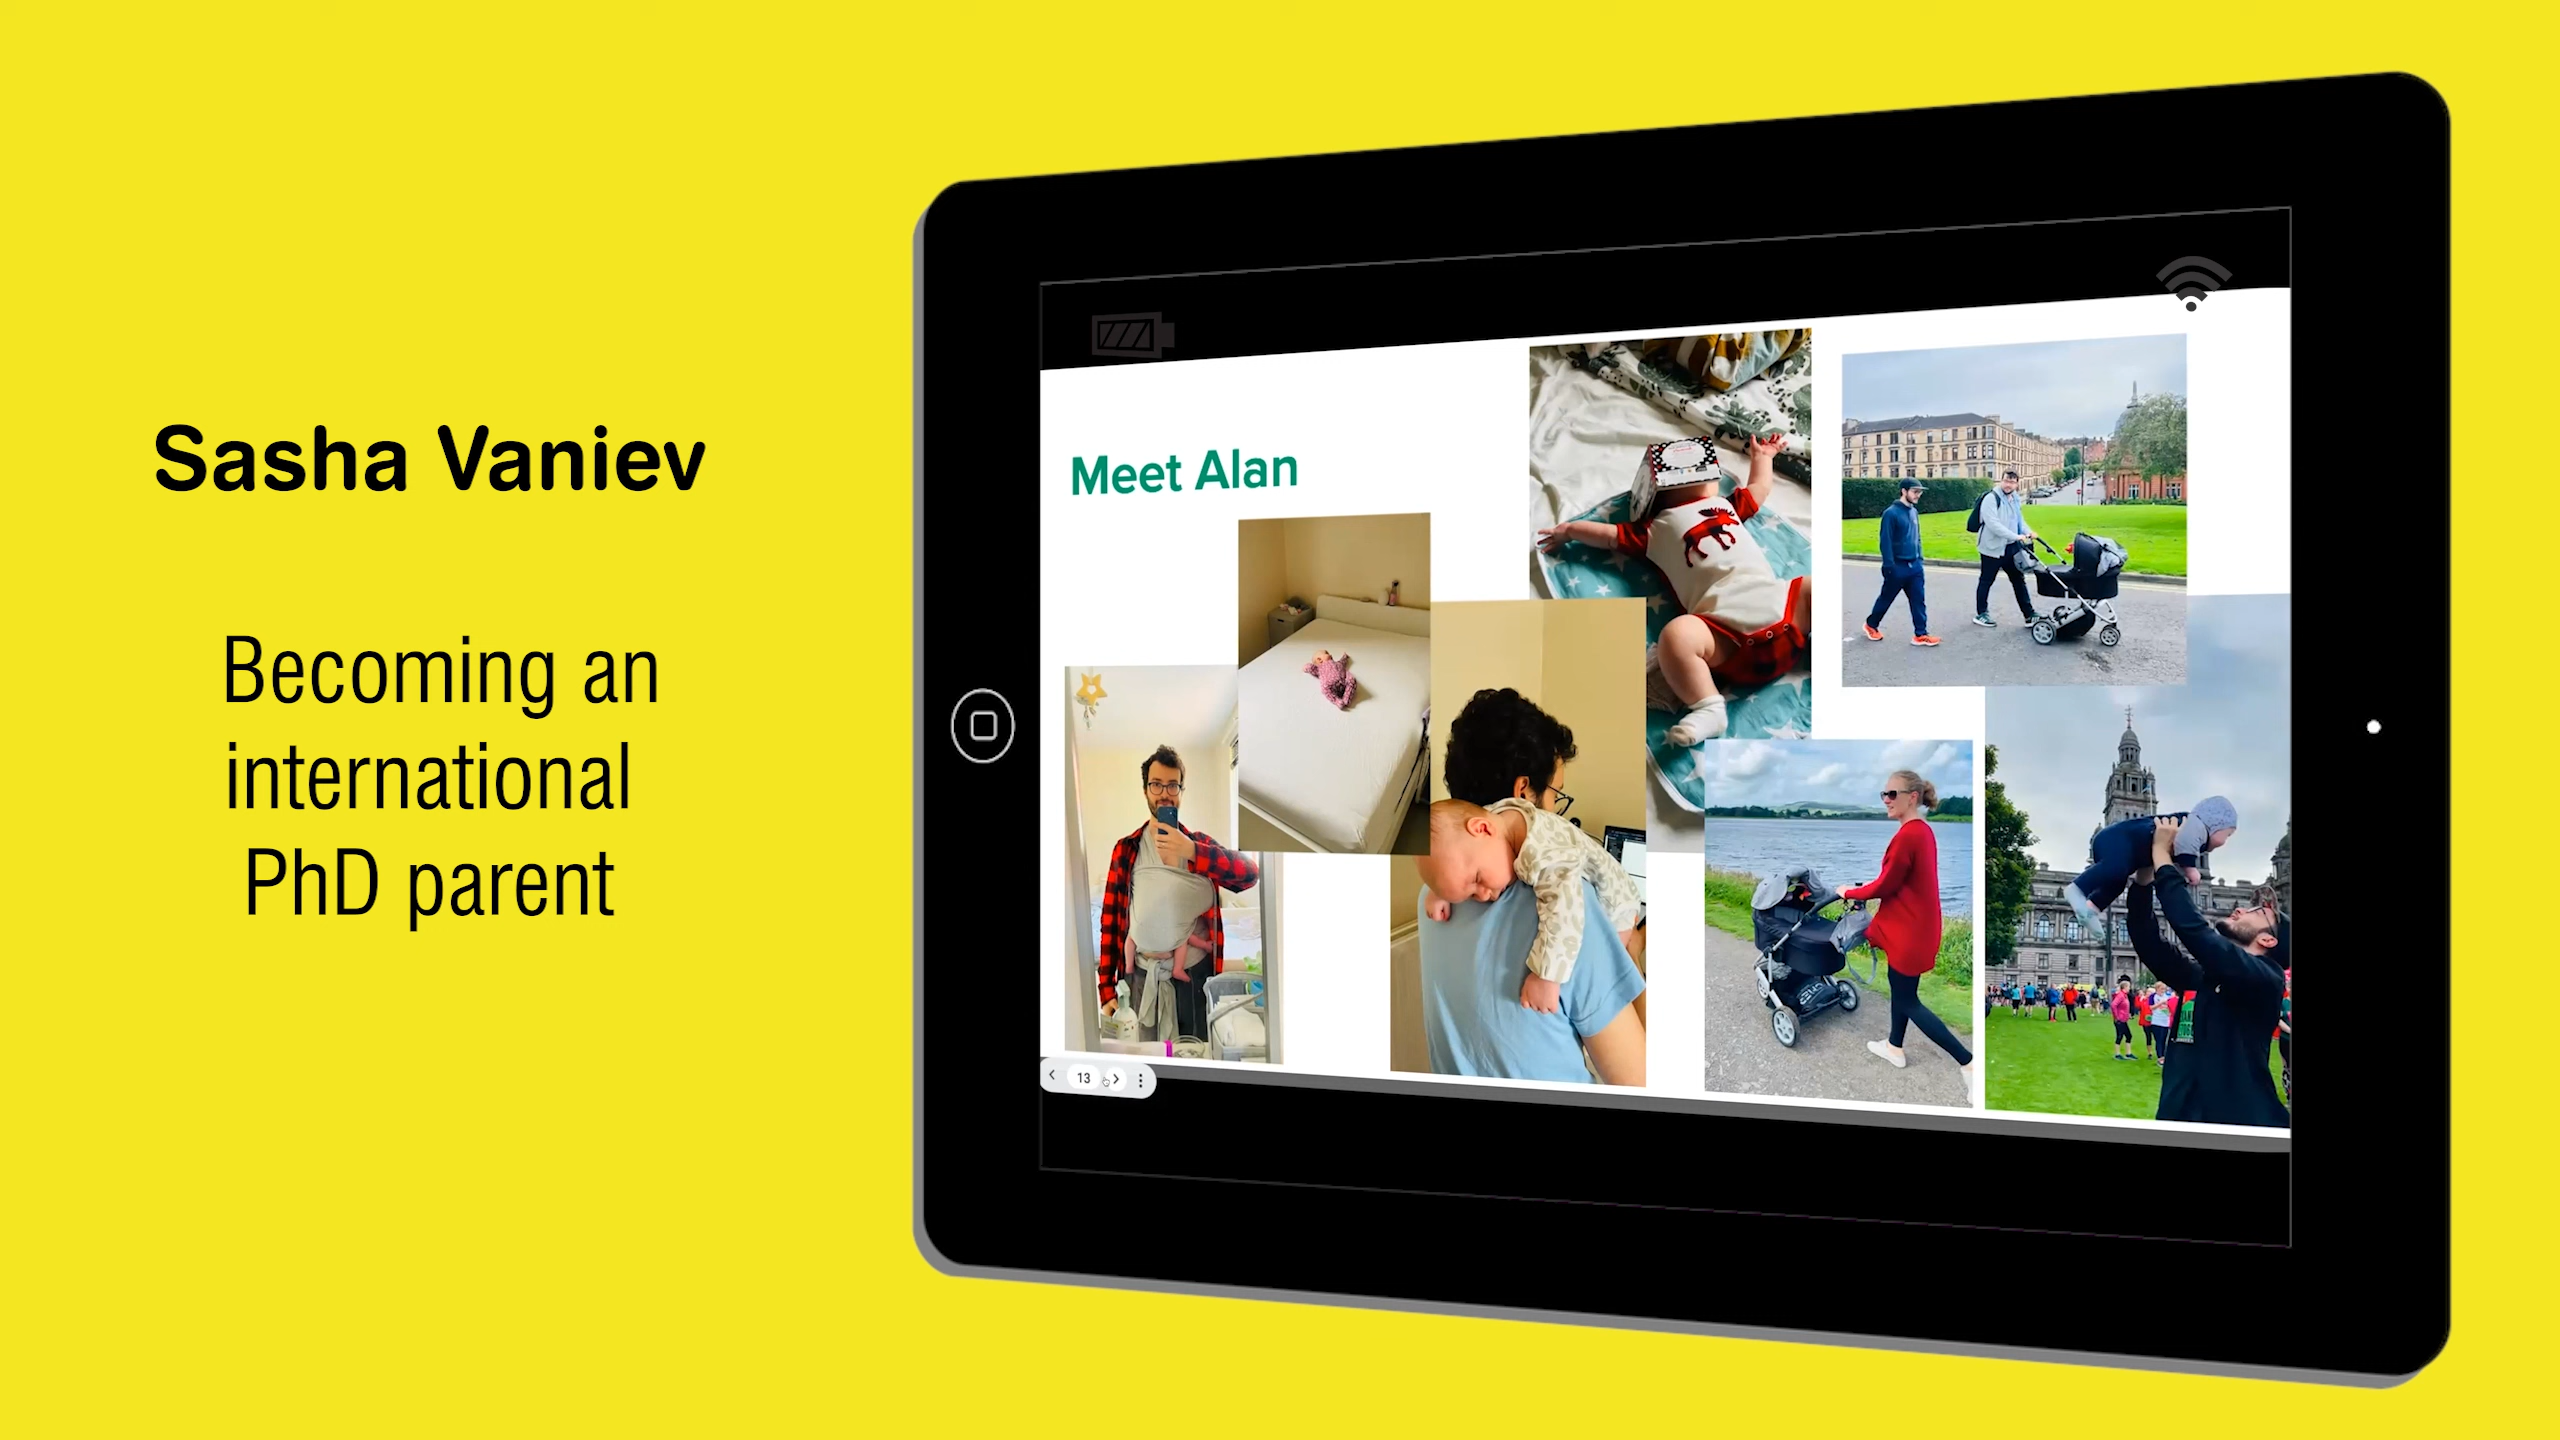 Sasha Vaniev
Becoming an
international
PhD parent
Meet Alan
13